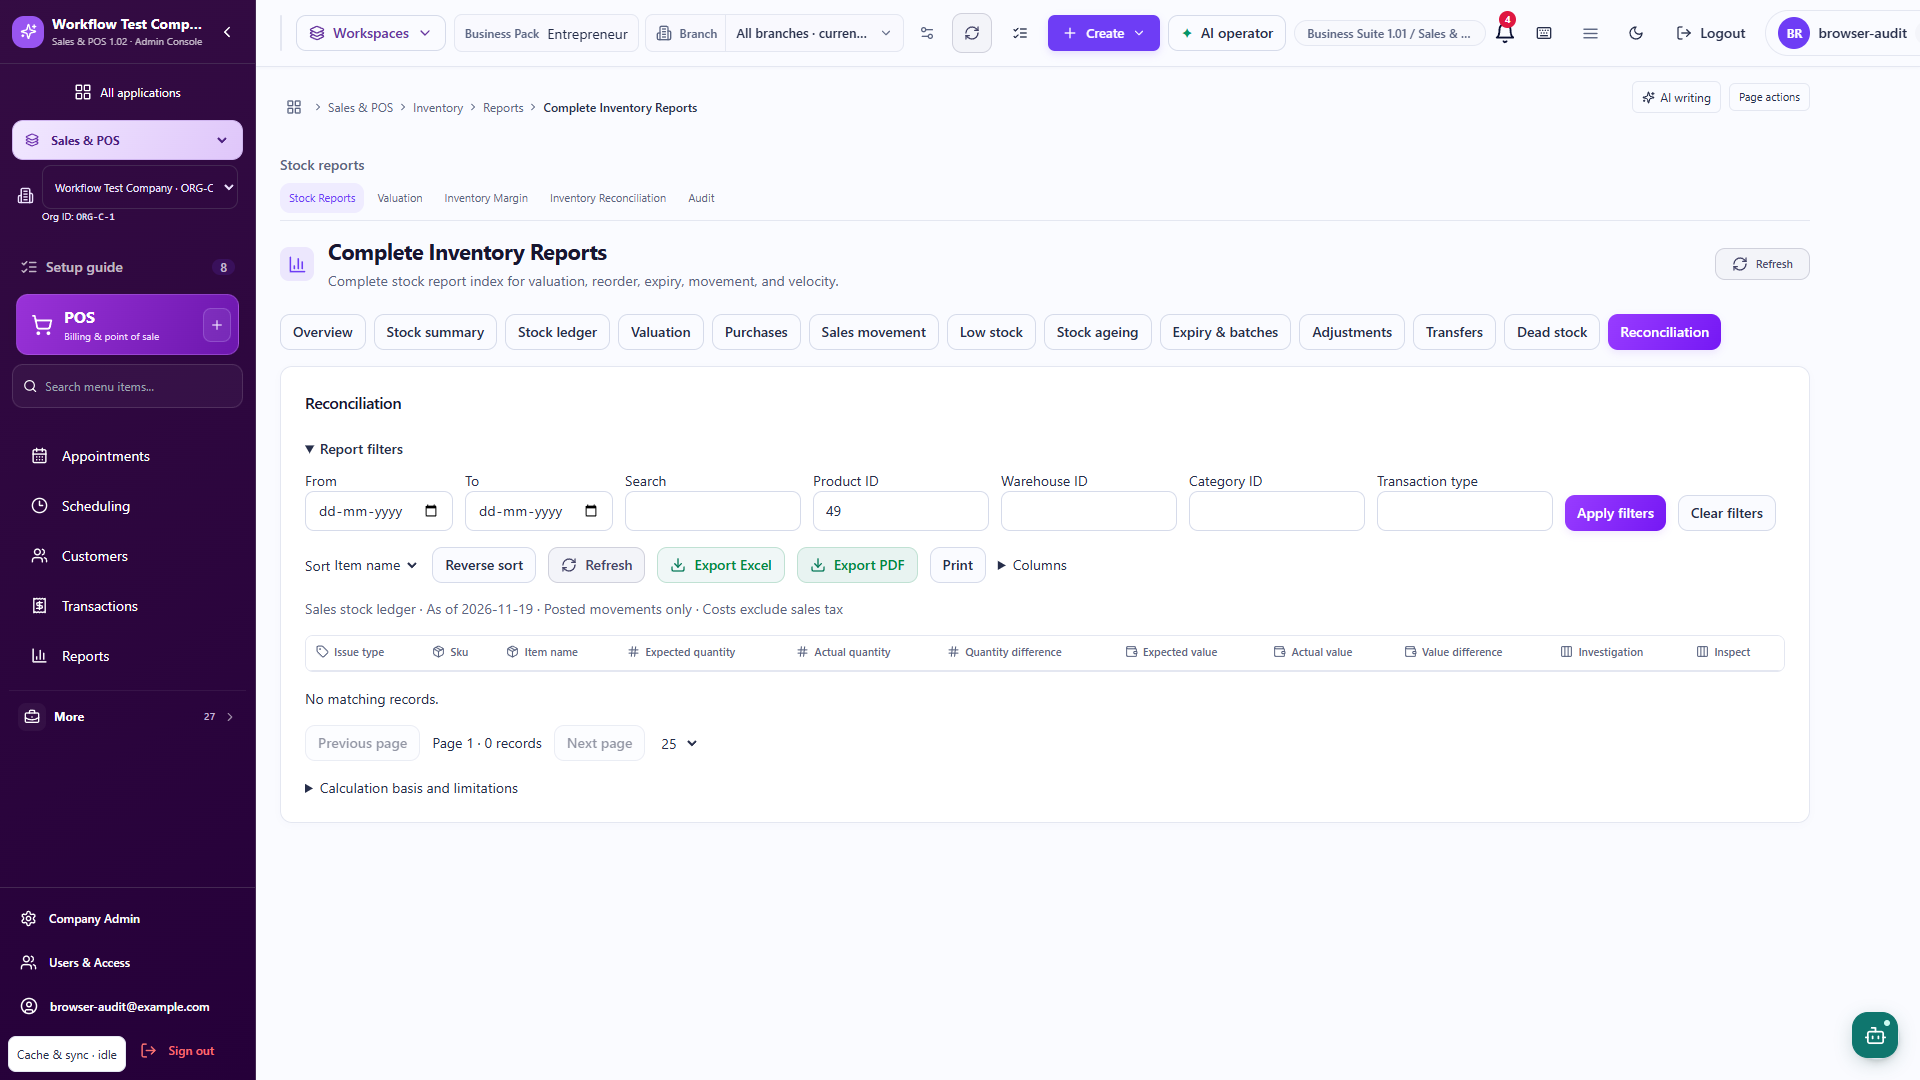 Workflow Test Comp...
Sales & POS 1.02 · Admin Console
All applications
Sales & POS
Workflow Test Company · ORG-C
Org ID: ORG-C-1
Setup guide 8
POS
Billing & point of sale
Search menu items...
Appointments
Scheduling
Customers
Transactions
Reports
More 27
Company Admin
Users & Access
browser-audit@example.com
Cache & sync · idle
Sign out
Workspaces
Business Pack Entrepreneur
Branch All branches · curren...
Create
AI operator
Business Suite 1.01 / Sales & ...
4
Logout
BR browser-audit
Sales & POS > Inventory > Reports > Complete Inventory Reports
AI writing
Page actions
Stock reports
Stock Reports Valuation Inventory Margin Inventory Reconciliation Audit
Complete Inventory Reports
Complete stock report index for valuation, reorder, expiry, movement, and velocity.
Refresh
Overview Stock summary Stock ledger Valuation Purchases Sales movement Low stock Stock ageing Expiry & batches Adjustments Transfers Dead stock Reconciliation
Reconciliation
Report filters
From To Search Product ID Warehouse ID Category ID Transaction type
dd-mm-yyyy dd-mm-yyyy 49 Apply filters Clear filters
Sort Item name Reverse sort Refresh Export Excel Export PDF Print Columns
Sales stock ledger · As of 2026-11-19 · Posted movements only · Costs exclude sales tax
Issue type Sku Item name Expected quantity Actual quantity Quantity difference Expected value Actual value Value difference Investigation Inspect
No matching records.
Previous page Page 1 · 0 records Next page 25
Calculation basis and limitations